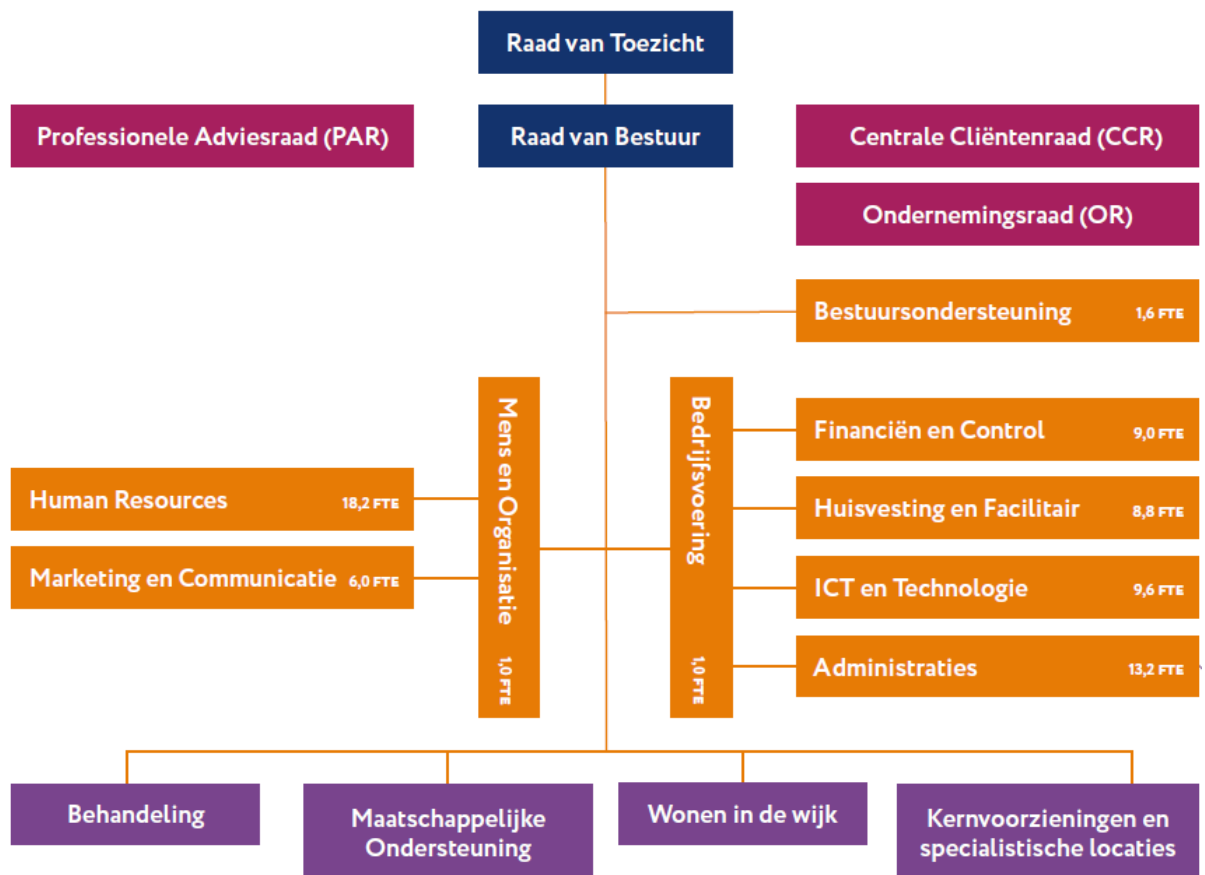 Raad van Toezicht
Professionele Adviesraad (PAR)
Raad van Bestuur
Centrale Cliëntenraad (CCR)
Ondernemingsraad (OR)
Bestuursondersteuning 1,6 FTE
Mens en Organisatie 1,0 FTE
Bedrijfsvoering 1,0 FTE
Financiën en Control 9,0 FTE
Human Resources 18,2 FTE
Huisvesting en Facilitair 8,8 FTE
Marketing en Communicatie 6,0 FTE
ICT en Technologie 9,6 FTE
Administraties 13,2 FTE
Behandeling
Maatschappelijke
Ondersteuning
Wonen in de wijk
Kernvoorzieningen en
specialistische locaties